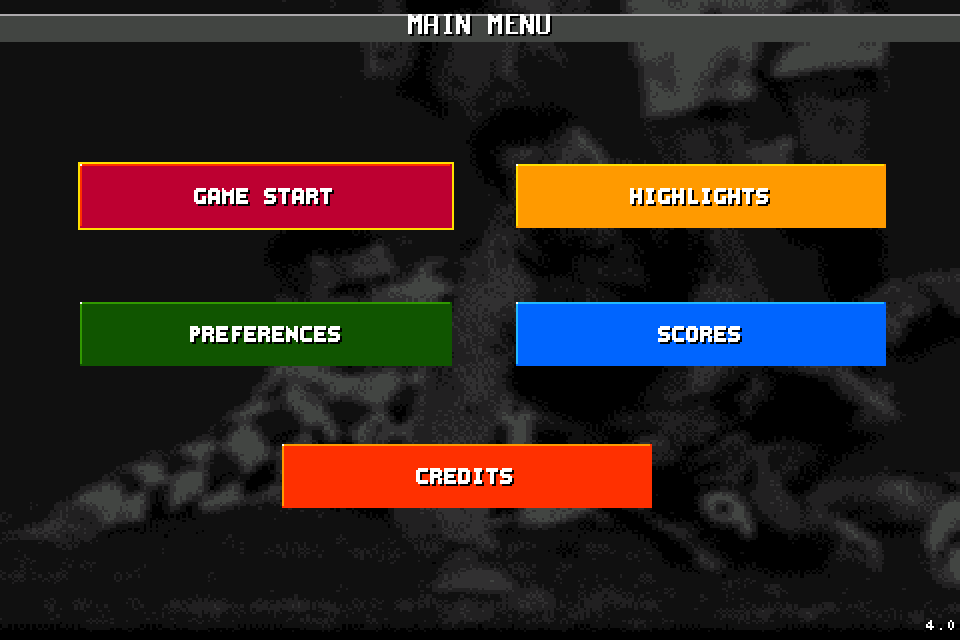 MAIN MENU
GAME START
HIGHLIGHTS
PREFERENCES
SCORES
CREDITS
4.0